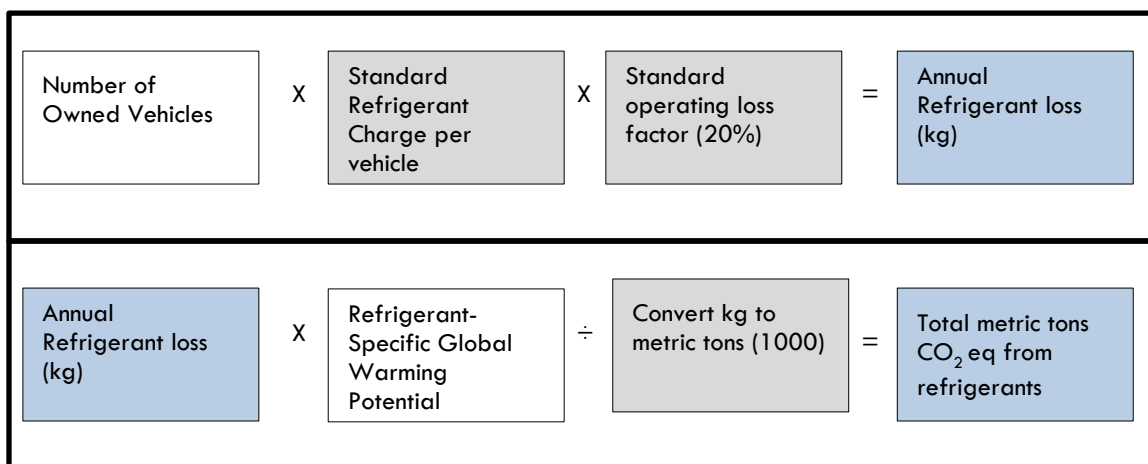 Number of
Owned Vehicles
X
Standard
Refrigerant
Charge per
vehicle
X
Standard
operating loss
factor (20%)
=
Annual
Refrigerant loss
(kg)
Annual
Refrigerant loss
(kg)
X
Refrigerant-
Specific Global
Warming
Potential
÷
Convert kg to
metric tons (1000)
=
Total metric tons
CO₂ eq from
refrigerants